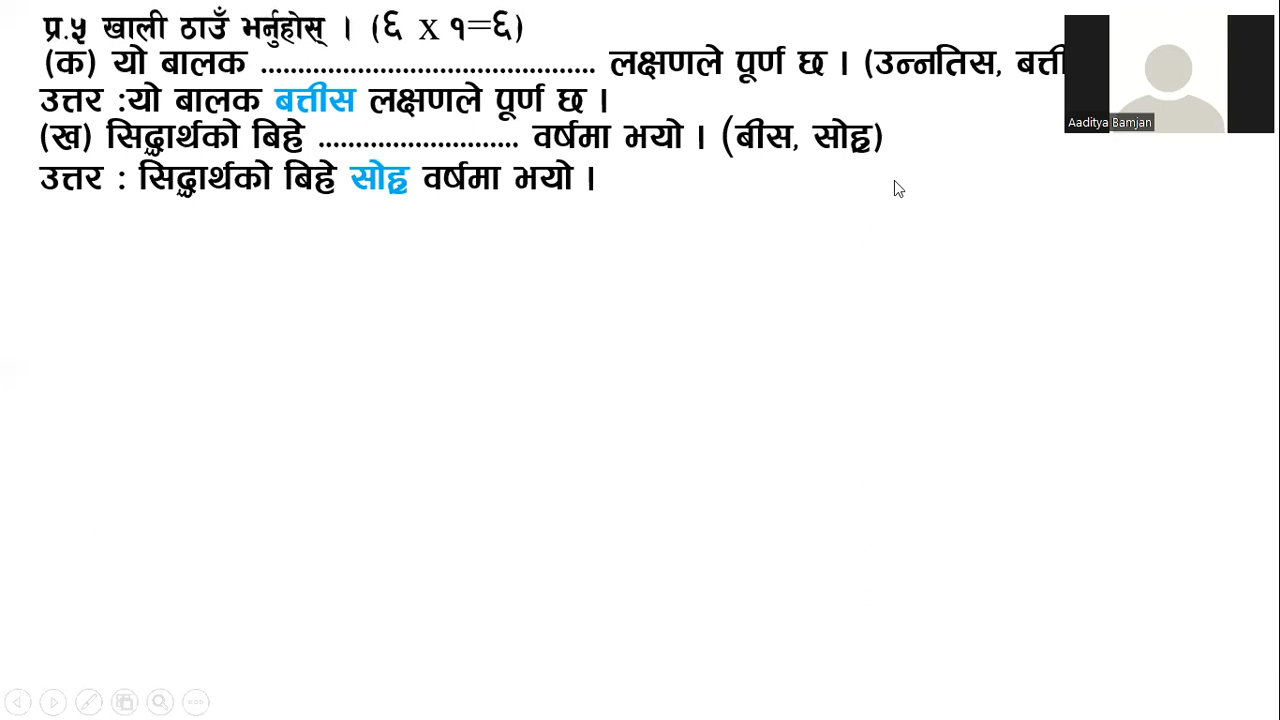 प्र.५ खाली ठाउँ भर्नुहोस् । (६ x १=६)
(क) यो बालक ............................................. लक्षणले पूर्ण छ । (उन्नतिस,
उत्तर :यो बालक बत्तीस लक्षणले पूर्ण छ ।
(ख) सिद्धार्थको बिहे ........................... वर्षमा भयो । (बीस, सोह्र)
उत्तर : सिद्धार्थको बिहे सोह्र वर्षमा भयो ।
Aaditya Bamjan